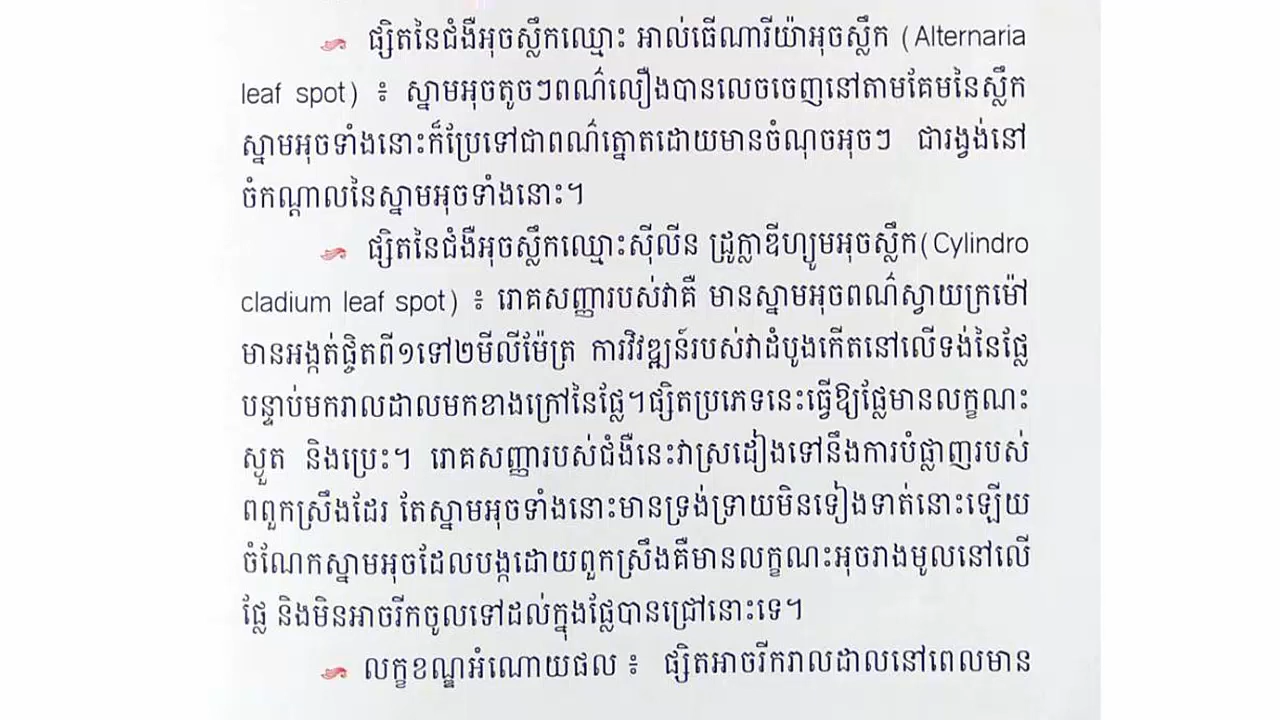 ផ្សិតនៃជំងឺអុចស្លឹកឈ្មោះ អាល់ធើណារីយ៉ាអុចស្លឹក (Alternaria
leaf spot) ៖ ស្នាមអុចតូចៗពណ៌លឿងបានលេចចេញនៅតាមគែមនៃស្លឹក
ស្នាមអុចទាំងនោះក៏ប្រែទៅជាពណ៌ត្នោតដោយមានចំណុចអុចៗ ជារង្វង់នៅ
ចំកណ្តាលនៃស្នាមអុចទាំងនោះ។
ផ្សិតនៃជំងឺអុចស្លឹកឈ្មោះស៊ីលីន ដ្រូក្លាឌីហ្យូមអុចស្លឹក(Cylindro
cladium leaf spot) ៖ រោគសញ្ញារបស់វាគឺ មានស្នាមអុចពណ៌ស្វាយក្រម៉ៅ
មានអង្កត់ផ្ចិតពី១ទៅ២មីលីម៉ែត្រ ការវិវឌ្ឍន៍របស់វាដំបូងកើតនៅលើទង់នៃផ្លែ
បន្ទាប់មករាលដាលមកខាងក្រៅនៃផ្លែ។ផ្សិតប្រភេទនេះធ្វើឱ្យផ្លែមានលក្ខណះ
ស្ងួត និងប្រេះ។ រោគសញ្ញារបស់ជំងឺនេះវាស្រដៀងទៅនឹងការបំផ្លាញរបស់
ពពួកស្រឹងដែរ តែស្នាមអុចទាំងនោះមានទ្រង់ទ្រាយមិនទៀងទាត់នោះឡើយ
ចំណែកស្នាមអុចដែលបង្កដោយពួកស្រឹងគឺមានលក្ខណះអុចរាងមូលនៅលើ
ផ្លែ និងមិនអាចរីកចូលទៅដល់ក្នុងផ្លែបានជ្រៅនោះទេ។
លក្ខខណ្ឌអំណោយផល ៖ ផ្សិតអាចរីករាលដាលនៅពេលមាន